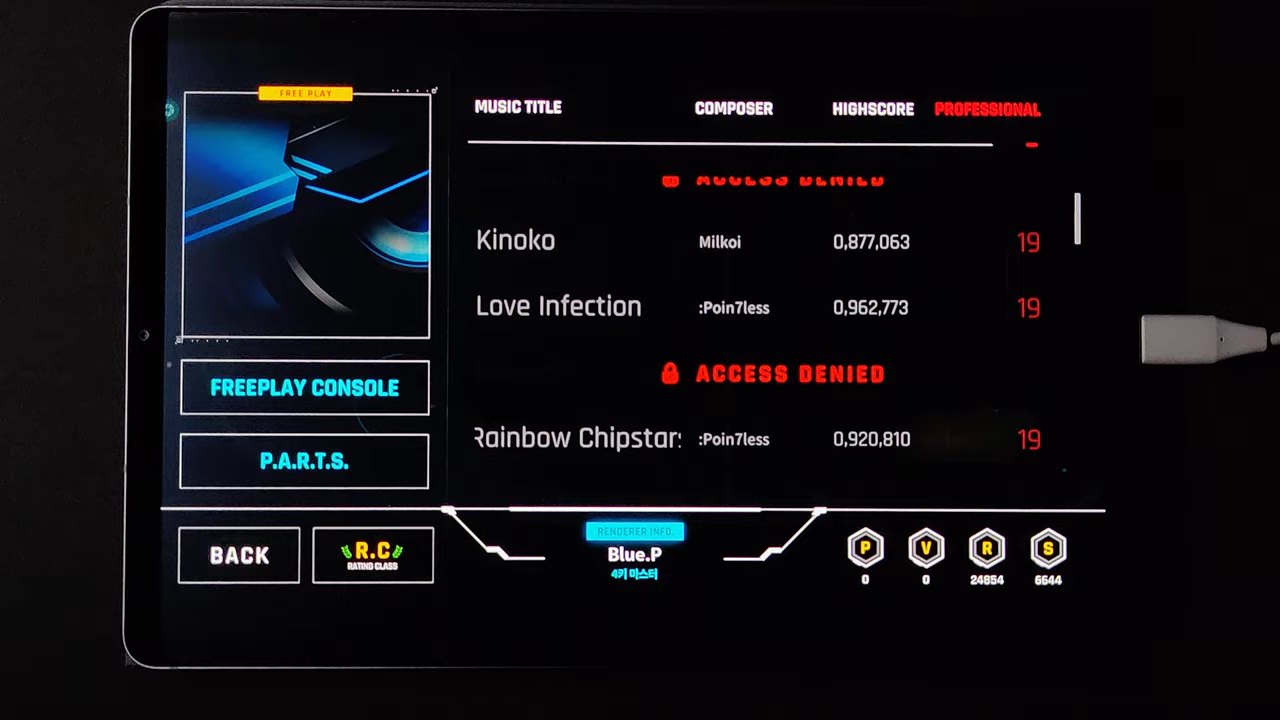 FREE PLAY
MUSIC TITLE COMPOSER HIGHSCORE PROFESSIONAL
ACCESS DENIED
Kinoko Milkoi 0,877,063 19
Love Infection :Poin7less 0,962,773 19
ACCESS DENIED
Rainbow Chipstar :Poin7less 0,920,810 19
FREEPLAY CONSOLE
P.A.R.T.S.
BACK
R.C
RATING CLASS
RENDERER INFO.
Blue.P
4키 마스터
P V R S
0 0 24854 6644